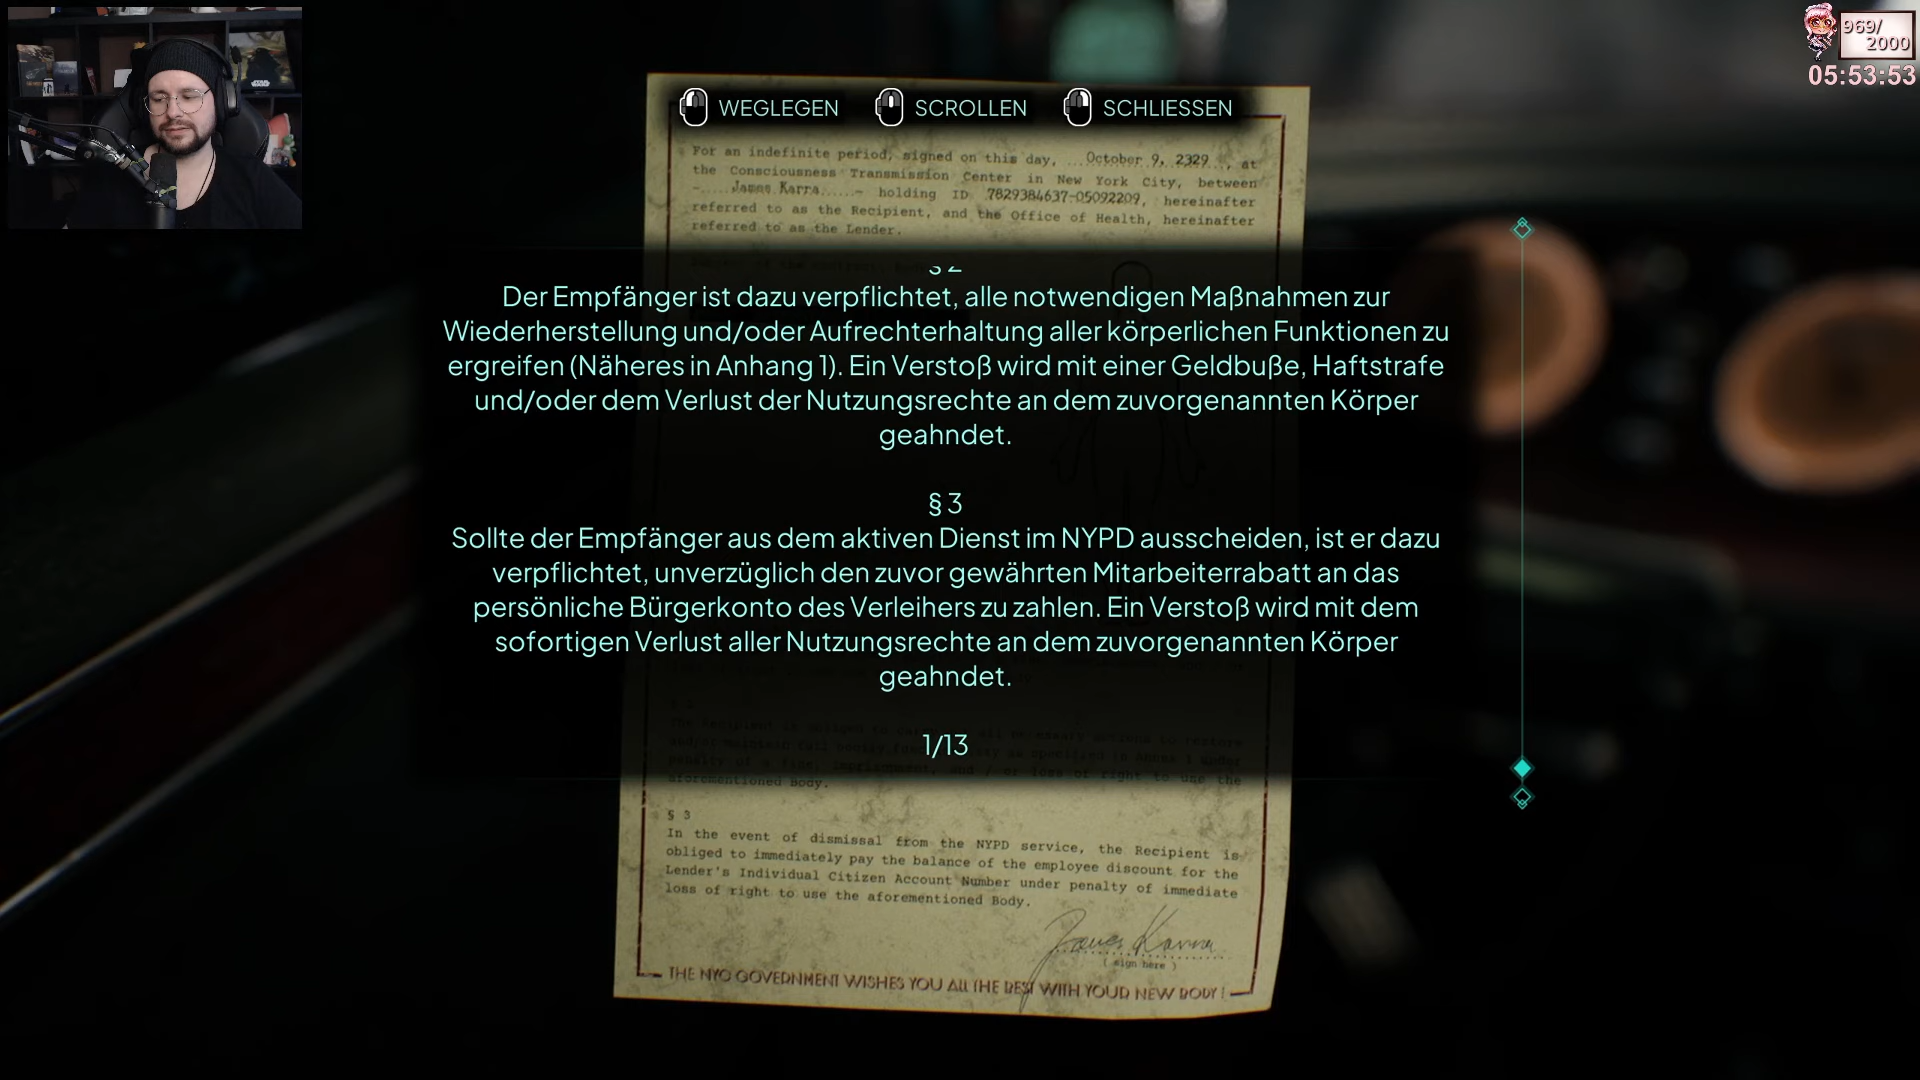 969/
2000
05:53:53
WEGLEGEN SCROLLEN SCHLIESSEN
For an indefinite period, signed on this day, ...October 9, 2329..., at
the Consciousness Transmission Center in New York City, between
-.....James Karra.....- holding ID 7829384637-05092209, hereinafter
referred to as the Recipient, and the Office of Health, hereinafter
referred to as the Lender.
§ 2
Der Empfänger ist dazu verpflichtet, alle notwendigen Maßnahmen zur
Wiederherstellung und/oder Aufrechterhaltung aller körperlichen Funktionen zu
ergreifen (Näheres in Anhang 1). Ein Verstoß wird mit einer Geldbuße, Haftstrafe
und/oder dem Verlust der Nutzungsrechte an dem zuvorgenannten Körper
geahndet.
§ 3
Sollte der Empfänger aus dem aktiven Dienst im NYPD ausscheiden, ist er dazu
verpflichtet, unverzüglich den zuvor gewährten Mitarbeiterrabatt an das
persönliche Bürgerkonto des Verleihers zu zahlen. Ein Verstoß wird mit dem
sofortigen Verlust aller Nutzungsrechte an dem zuvorgenannten Körper
geahndet.
1/13
aforementioned Body.
§ 3
In the event of dismissal from the NYPD service, the Recipient is
obliged to immediately pay the balance of the employee discount for the
Lender's Individual Citizen Account Number under penalty of immediate
loss of right to use the aforementioned Body.
James Karra
( sign here )
THE NYC GOVERNMENT WISHES YOU ALL THE BEST WITH YOUR NEW BODY!